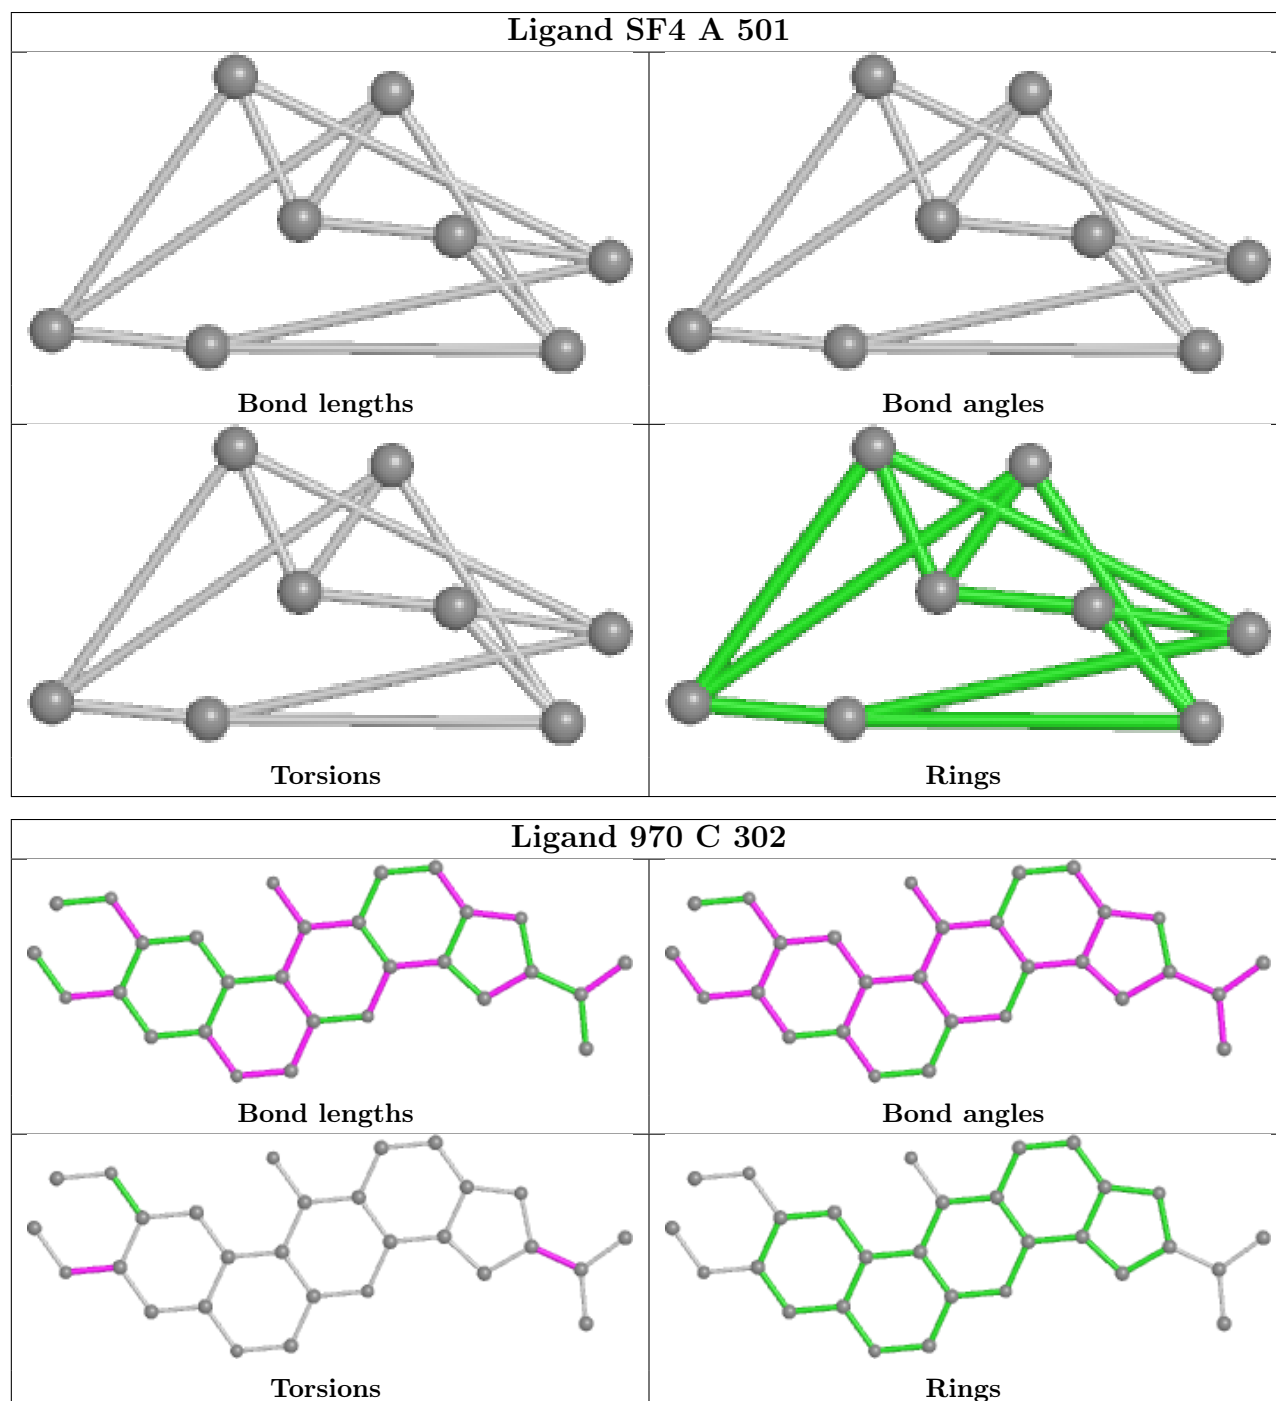 Ligand SF4 A 501
Bond lengths
Bond angles
Torsions
Rings
Ligand 970 C 302
Bond lengths
Bond angles
Torsions
Rings